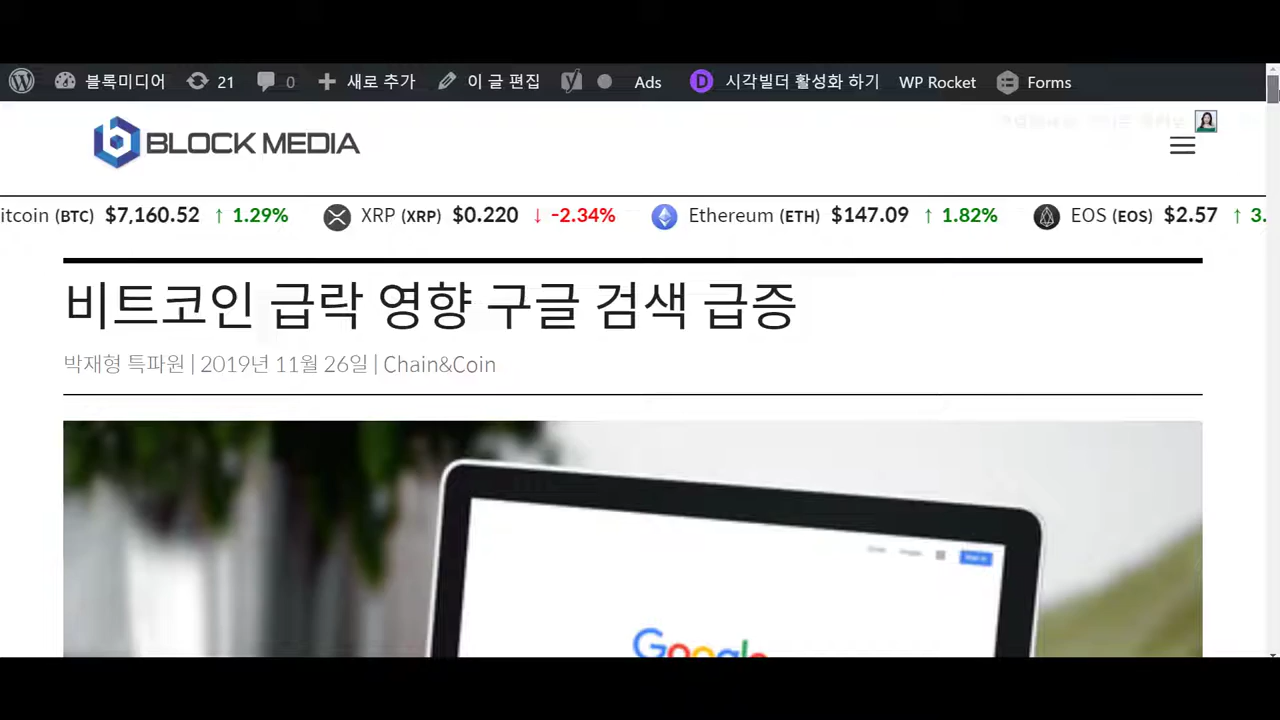 블록미디어 21 0 새로 추가 이 글 편집 Ads D 시각빌더 활성화 하기 WP Rocket Forms
BLOCK MEDIA
itcoin (BTC) $7,160.52 ↑ 1.29% XRP (XRP) $0.220 ↓ -2.34% Ethereum (ETH) $147.09 ↑ 1.82% EOS (EOS) $2.57 ↑ 3.
비트코인 급락 영향 구글 검색 급증
박재형 특파원 | 2019년 11월 26일 | Chain&Coin
Google